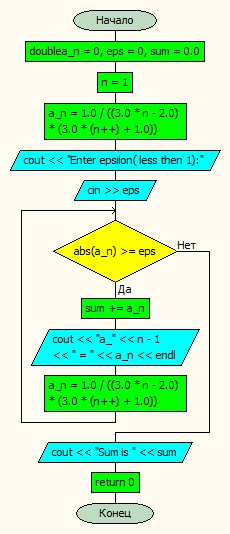 Начало
doublea_n = 0, eps = 0, sum = 0.0
n = 1
a_n = 1.0 / ((3.0 * n - 2.0)
* (3.0 * (n++) + 1.0))
cout << "Enter epsilon( less then 1):"
cin >> eps
abs(a_n) >= eps
Нет
Да
sum += a_n
cout << "a_" << n - 1
<< " = " << a_n << endl
a_n = 1.0 / ((3.0 * n - 2.0)
* (3.0 * (n++) + 1.0))
cout << "Sum is " << sum
return 0
Конец